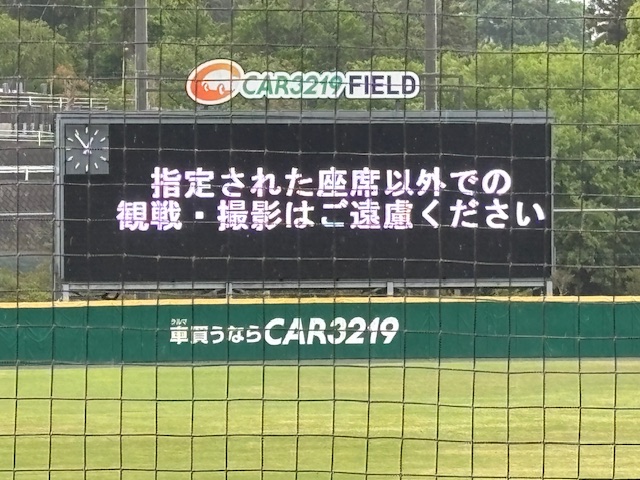 CAR3219 FIELD
指定された座席以外での
観戦・撮影はご遠慮ください
クルマ
車買うならCAR3219